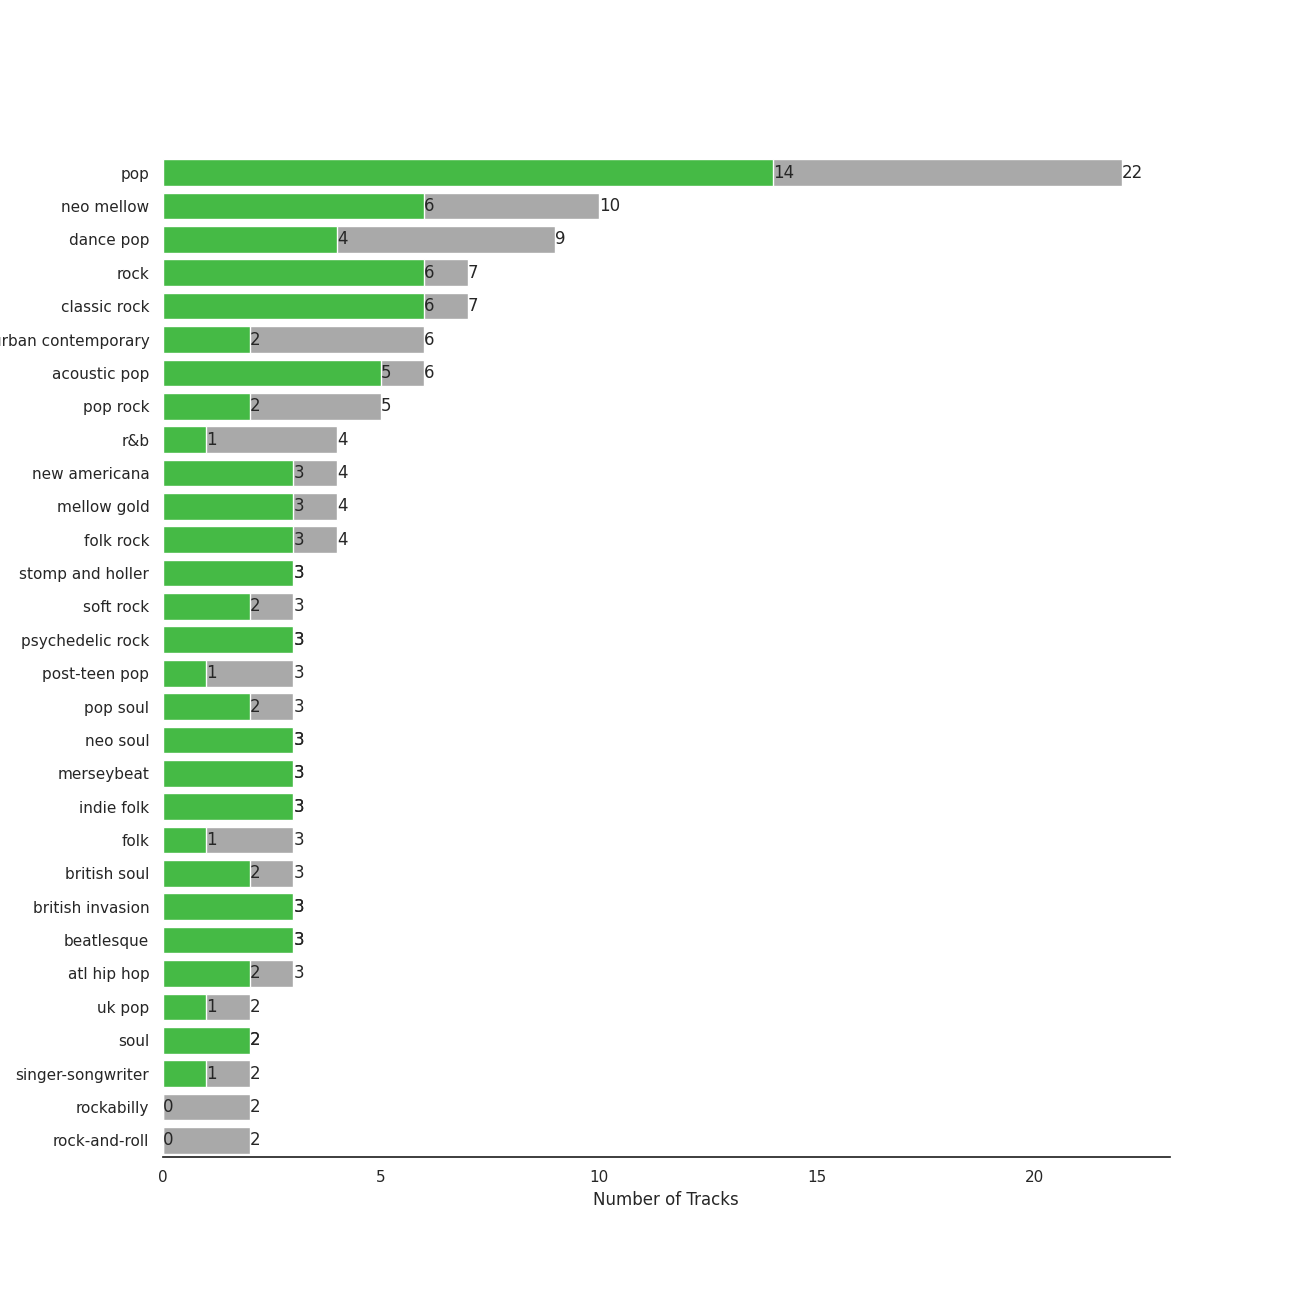 pop 14 22
neo mellow 6 10
dance pop 4 9
rock 6 7
classic rock 6 7
rban contemporary 2 6
acoustic pop 5 6
pop rock 2 5
r&b 1 4
new americana 3 4
mellow gold 3 4
folk rock 3 4
stomp and holler 3
soft rock 2 3
psychedelic rock 3
post-teen pop 1 3
pop soul 2 3
neo soul 3
merseybeat 3
indie folk 3
folk 1 3
british soul 2 3
british invasion 3
beatlesque 3
atl hip hop 2 3
uk pop 1 2
soul 2
singer-songwriter 1 2
rockabilly 0 2
rock-and-roll 0 2
0 5 10 15 20
Number of Tracks